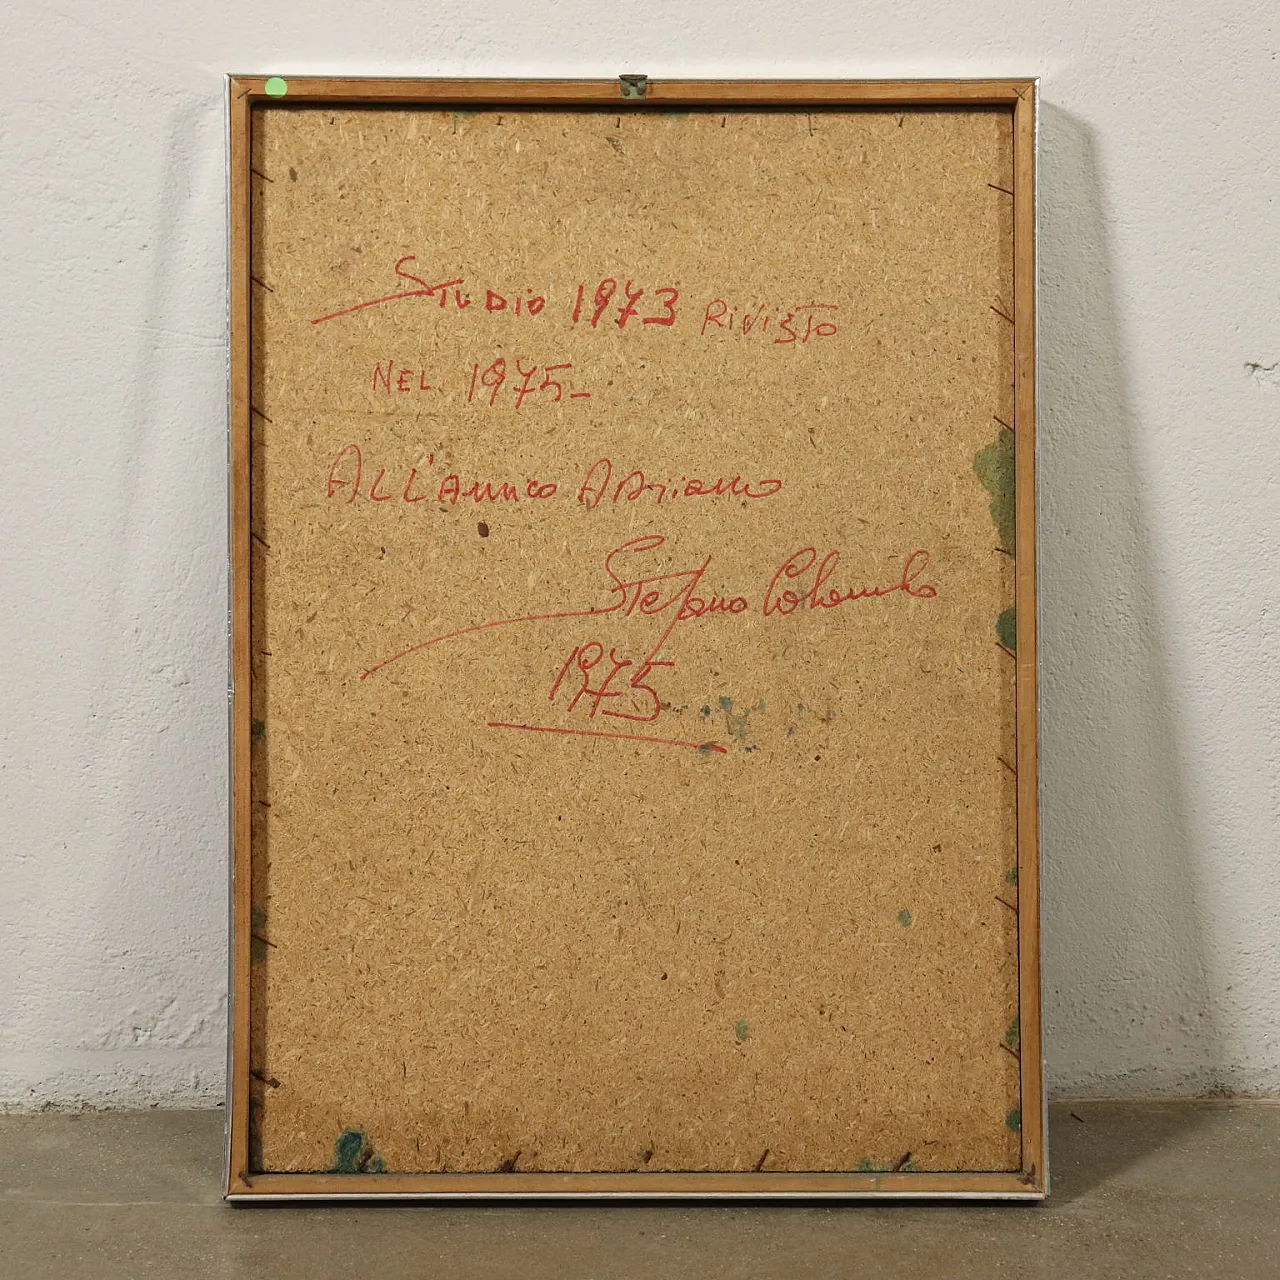 STUDIO 1973 RIVISTO
NEL 1975-
ALL'AMICO ADRIANO
Stefano Colombo
1975